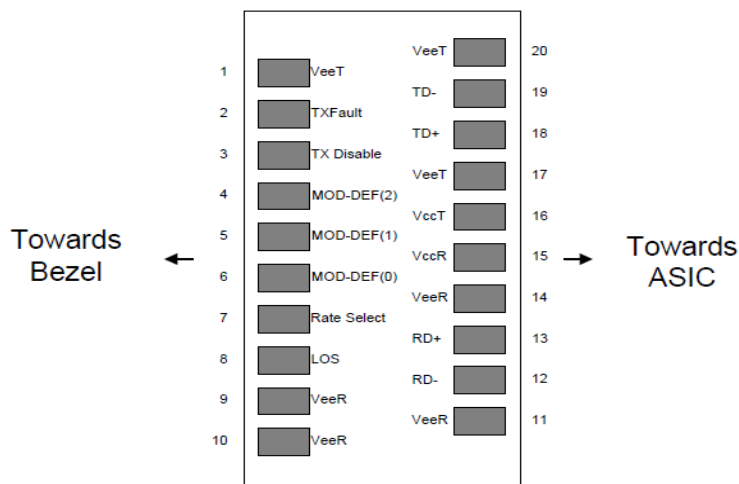 Towards
Bezel
1 VeeT
2 TXFault
3 TX Disable
4 MOD-DEF(2)
5 MOD-DEF(1)
6 MOD-DEF(0)
7 Rate Select
8 LOS
9 VeeR
10 VeeR
VeeT 20
TD- 19
TD+ 18
VeeT 17
VccT 16
VccR 15
VeeR 14
RD+ 13
RD- 12
VeeR 11
Towards
ASIC